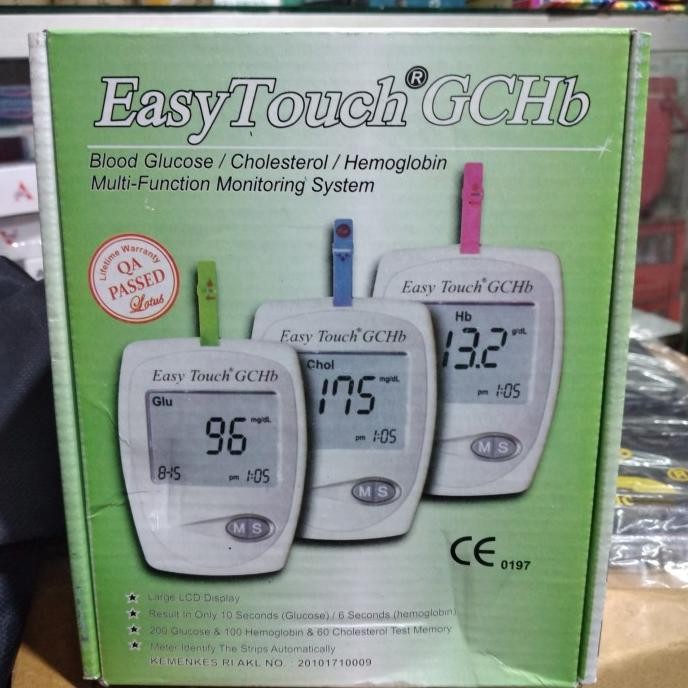 EasyTouch® GCHb
Blood Glucose / Cholesterol / Hemoglobin
Multi-Function Monitoring System
Lifetime Warranty
QA
PASSED
Lotus
Easy Touch® GCHb
Glu
96 mg/dL
8-15 pm 1:05
M S
Easy Touch® GCHb
Chol
175 mg/dL
pm 1:05
M S
Easy Touch® GCHb
Hb
13.2 g/dL
pm 1:05
M S
CE 0197
★ Large LCD Display
★ Result In Only 10 Seconds (Glucose) / 6 Seconds (hemoglobin)
★ 200 Glucose & 100 Hemoglobin & 60 Cholesterol Test Memory
★ Meter Identify The Strips Automatically
KEMENKES RI AKL NO. : 20101710009